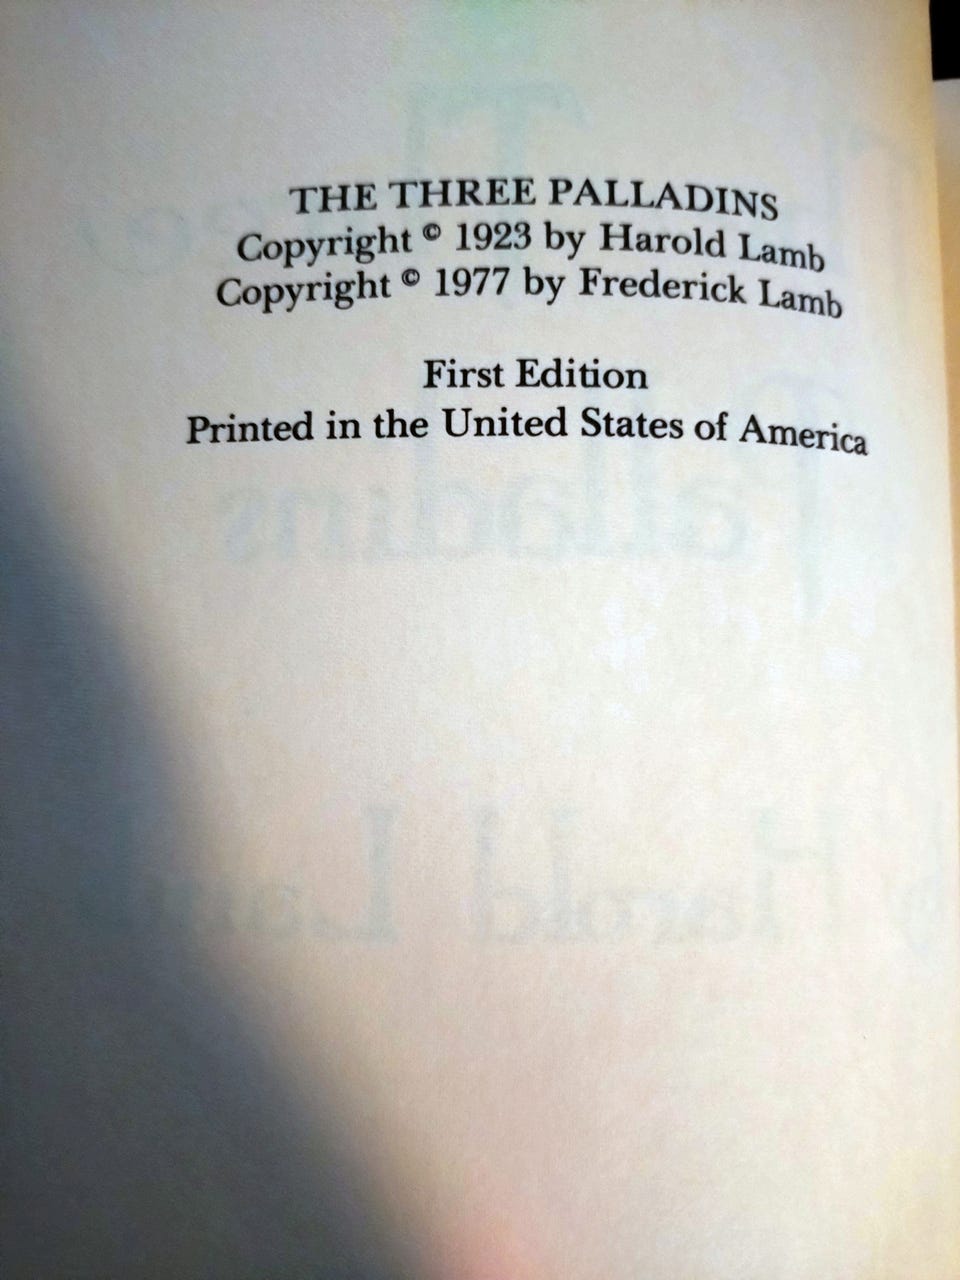 THE THREE PALLADINS
Copyright © 1923 by Harold Lamb
Copyright © 1977 by Frederick Lamb
First Edition
Printed in the United States of America